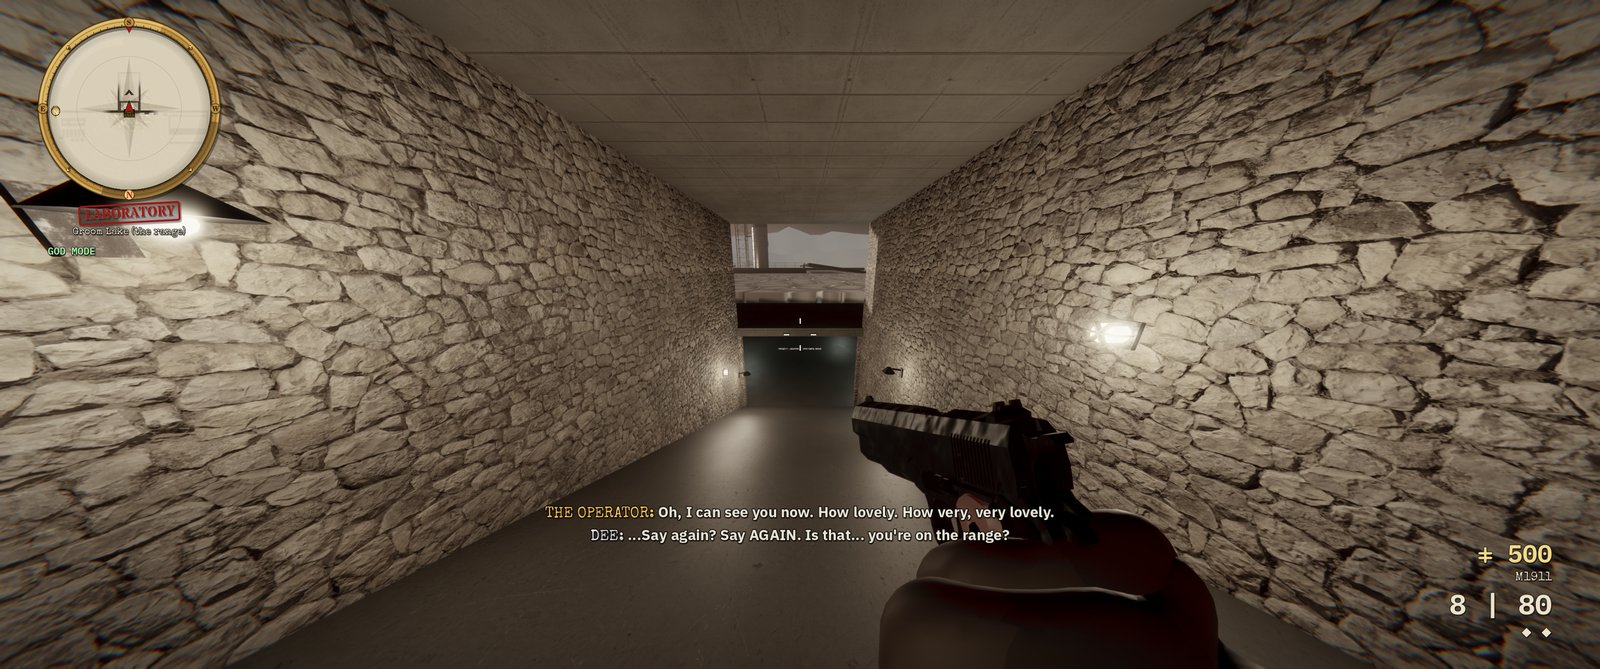 S
E
W
N
LABORATORY
Groom Lake (the range)
GOD MODE
THE OPERATOR: Oh, I can see you now. How lovely. How very, very lovely.
DEE: ...Say again? Say AGAIN. Is that... you're on the range?
ǂ 500
M1911
8 | 80